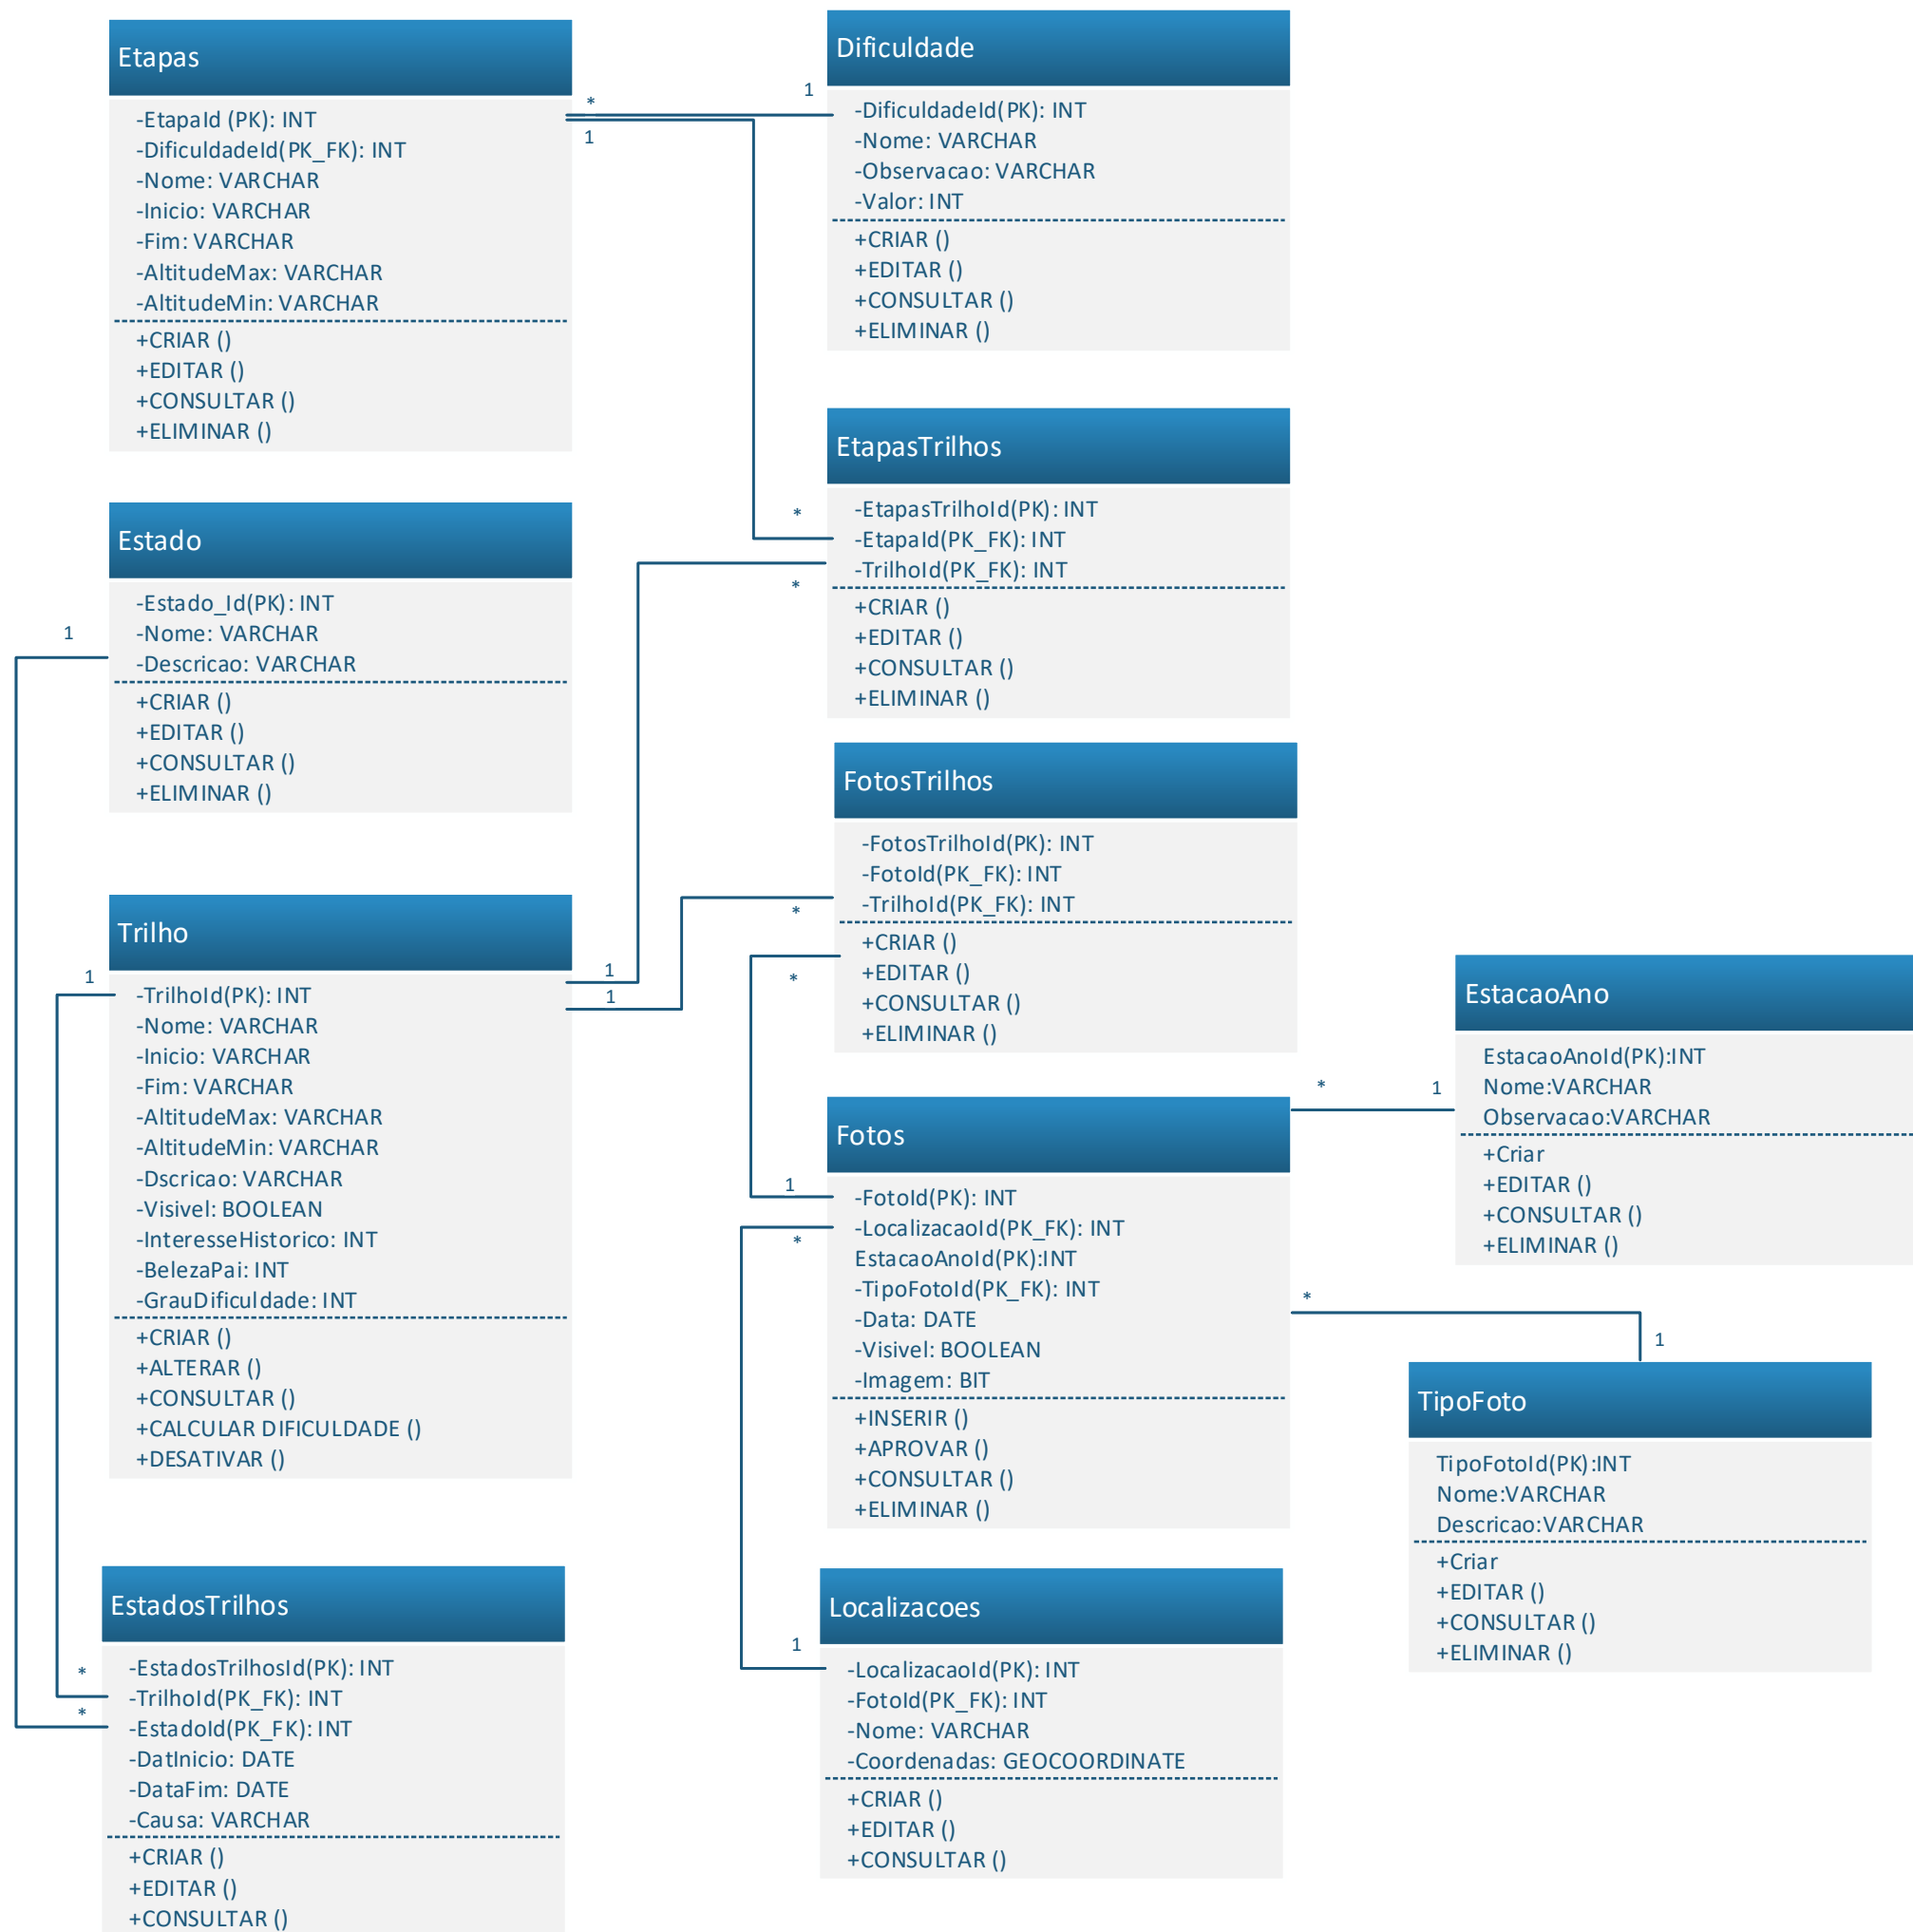 Etapas
-EtapaId (PK): INT
-DificuldadeId(PK_FK): INT
-Nome: VARCHAR
-Inicio: VARCHAR
-Fim: VARCHAR
-AltitudeMax: VARCHAR
-AltitudeMin: VARCHAR
+CRIAR ()
+EDITAR ()
+CONSULTAR ()
+ELIMINAR ()
*
1
1
Dificuldade
-DificuldadeId(PK): INT
-Nome: VARCHAR
-Observacao: VARCHAR
-Valor: INT
+CRIAR ()
+EDITAR ()
+CONSULTAR ()
+ELIMINAR ()
EtapasTrilhos
*
-EtapasTrilhoId(PK): INT
-EtapaId(PK_FK): INT
-TrilhoId(PK_FK): INT
*
+CRIAR ()
+EDITAR ()
+CONSULTAR ()
+ELIMINAR ()
Estado
1
-Estado_Id(PK): INT
-Nome: VARCHAR
-Descricao: VARCHAR
+CRIAR ()
+EDITAR ()
+CONSULTAR ()
+ELIMINAR ()
FotosTrilhos
-FotosTrilhoId(PK): INT
-FotoId(PK_FK): INT
-TrilhoId(PK_FK): INT
*
+CRIAR ()
*
+EDITAR ()
+CONSULTAR ()
+ELIMINAR ()
Trilho
1
1
1
-TrilhoId(PK): INT
-Nome: VARCHAR
-Inicio: VARCHAR
-Fim: VARCHAR
-AltitudeMax: VARCHAR
-AltitudeMin: VARCHAR
-Dscricao: VARCHAR
-Visivel: BOOLEAN
-InteresseHistorico: INT
-BelezaPai: INT
-GrauDificuldade: INT
+CRIAR ()
+ALTERAR ()
+CONSULTAR ()
+CALCULAR DIFICULDADE ()
+DESATIVAR ()
EstacaoAno
EstacaoAnoId(PK):INT
Nome:VARCHAR
Observacao:VARCHAR
+Criar
+EDITAR ()
+CONSULTAR ()
+ELIMINAR ()
*
1
Fotos
1
-FotoId(PK): INT
-LocalizacaoId(PK_FK): INT
*
EstacaoAnoId(PK):INT
-TipoFotoId(PK_FK): INT
-Data: DATE
-Visivel: BOOLEAN
-Imagem: BIT
+INSERIR ()
+APROVAR ()
+CONSULTAR ()
+ELIMINAR ()
*
1
TipoFoto
TipoFotoId(PK):INT
Nome:VARCHAR
Descricao:VARCHAR
+Criar
+EDITAR ()
+CONSULTAR ()
+ELIMINAR ()
EstadosTrilhos
*
*
-EstadosTrilhosId(PK): INT
-TrilhoId(PK_FK): INT
-EstadoId(PK_FK): INT
-DatInicio: DATE
-DataFim: DATE
-Causa: VARCHAR
+CRIAR ()
+EDITAR ()
+CONSULTAR ()
Localizacoes
1
-LocalizacaoId(PK): INT
-FotoId(PK_FK): INT
-Nome: VARCHAR
-Coordenadas: GEOCOORDINATE
+CRIAR ()
+EDITAR ()
+CONSULTAR ()